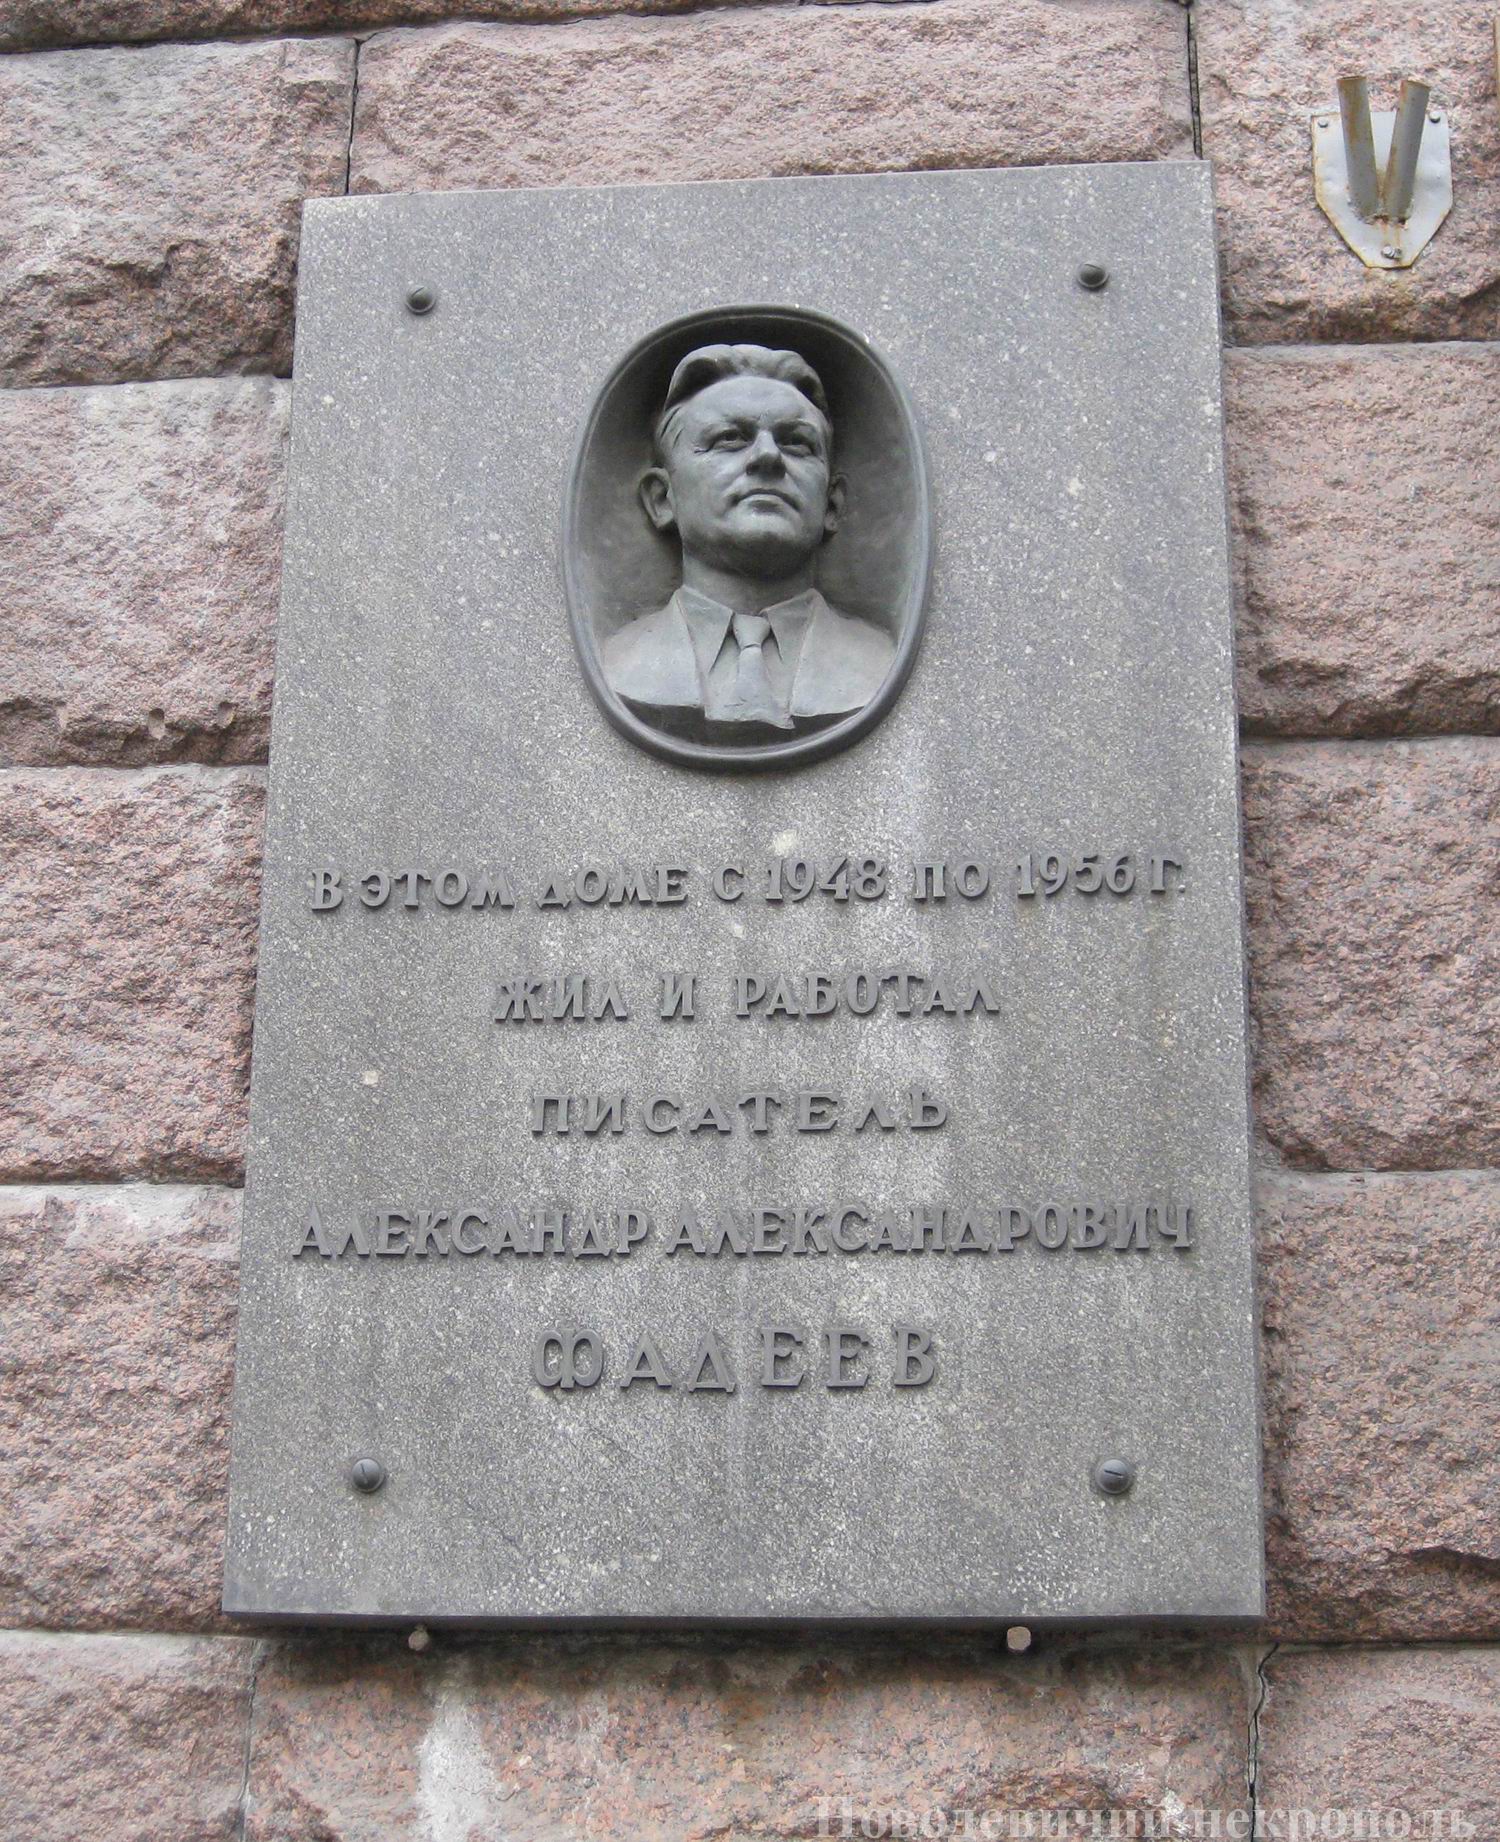 В ЭТОМ ДОМЕ С 1948 ПО 1956 Г.
ЖИЛ И РАБОТАЛ
ПИСАТЕЛЬ
АЛЕКСАНДР АЛЕКСАНДРОВИЧ
ФАДЕЕВ
Новодевичий некрополь